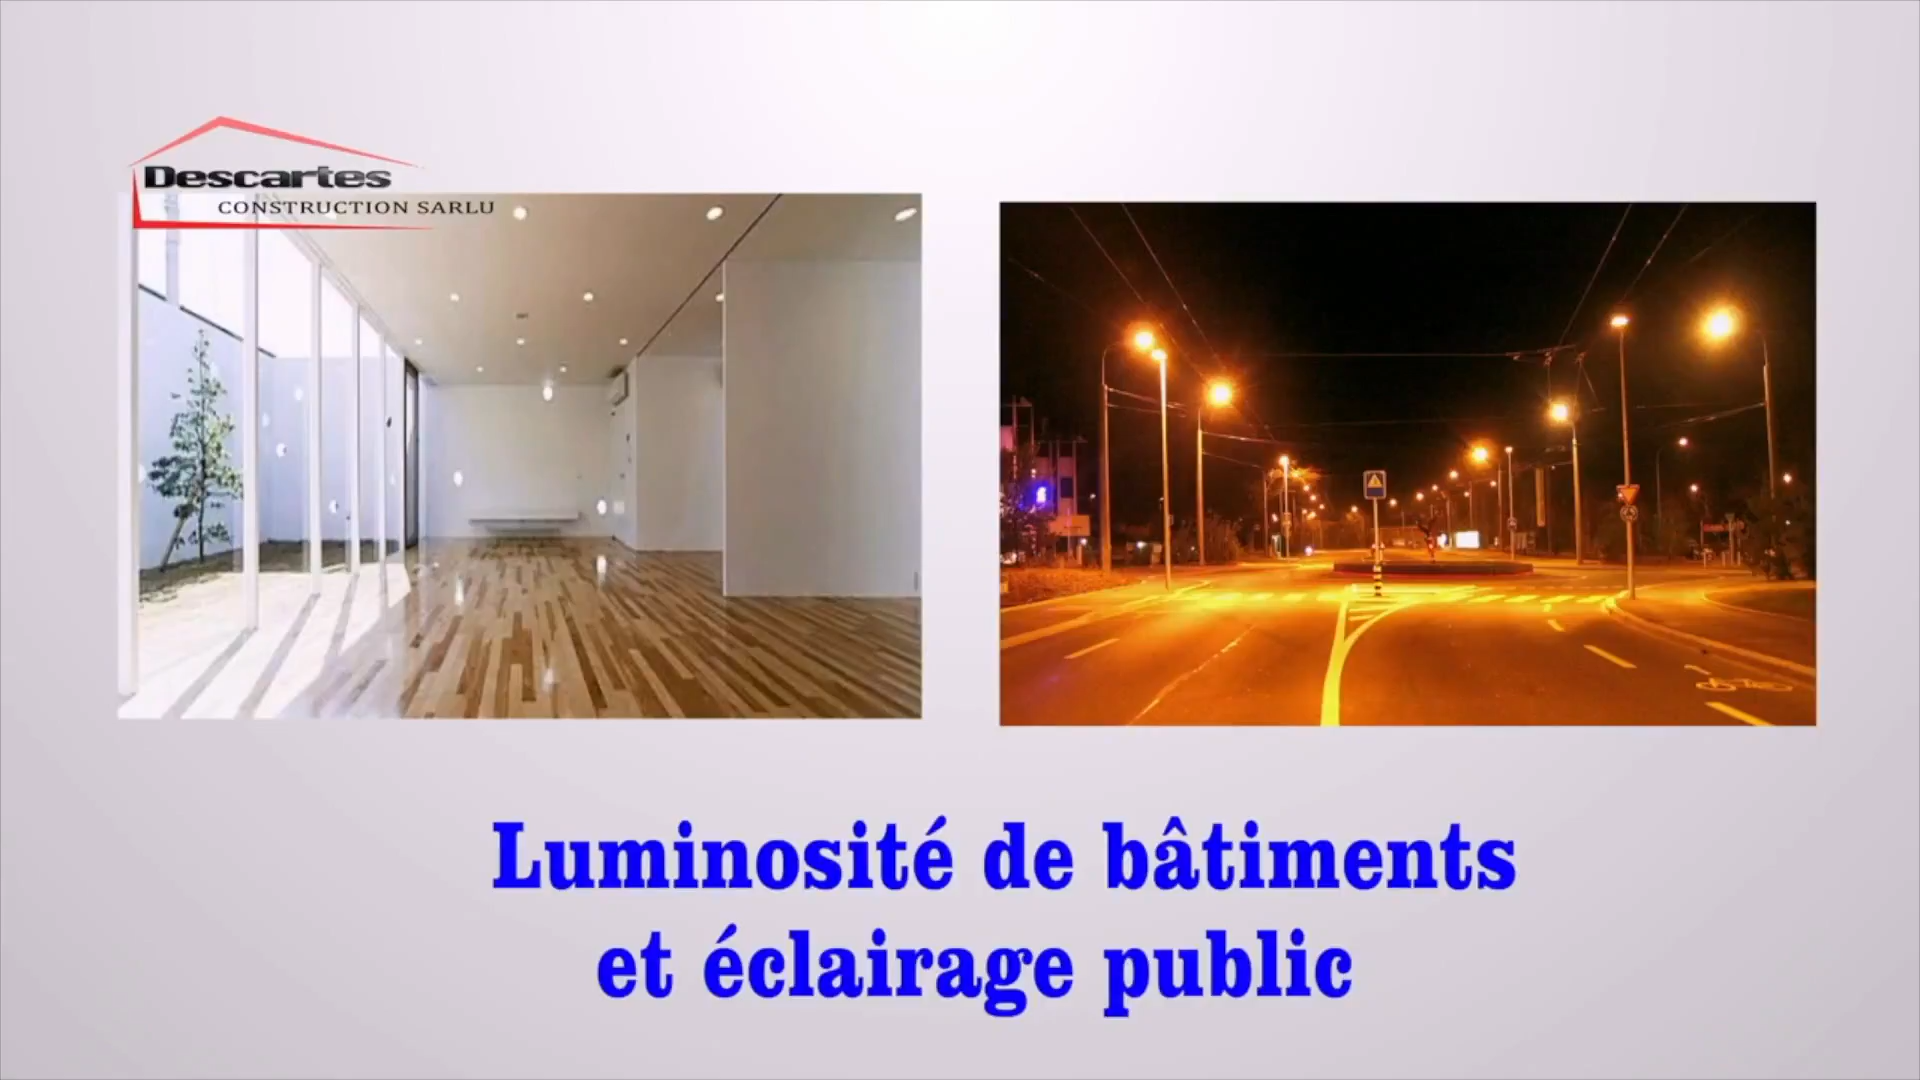 Descartes
CONSTRUCTION SARLU
Luminosité de bâtiments
et éclairage public